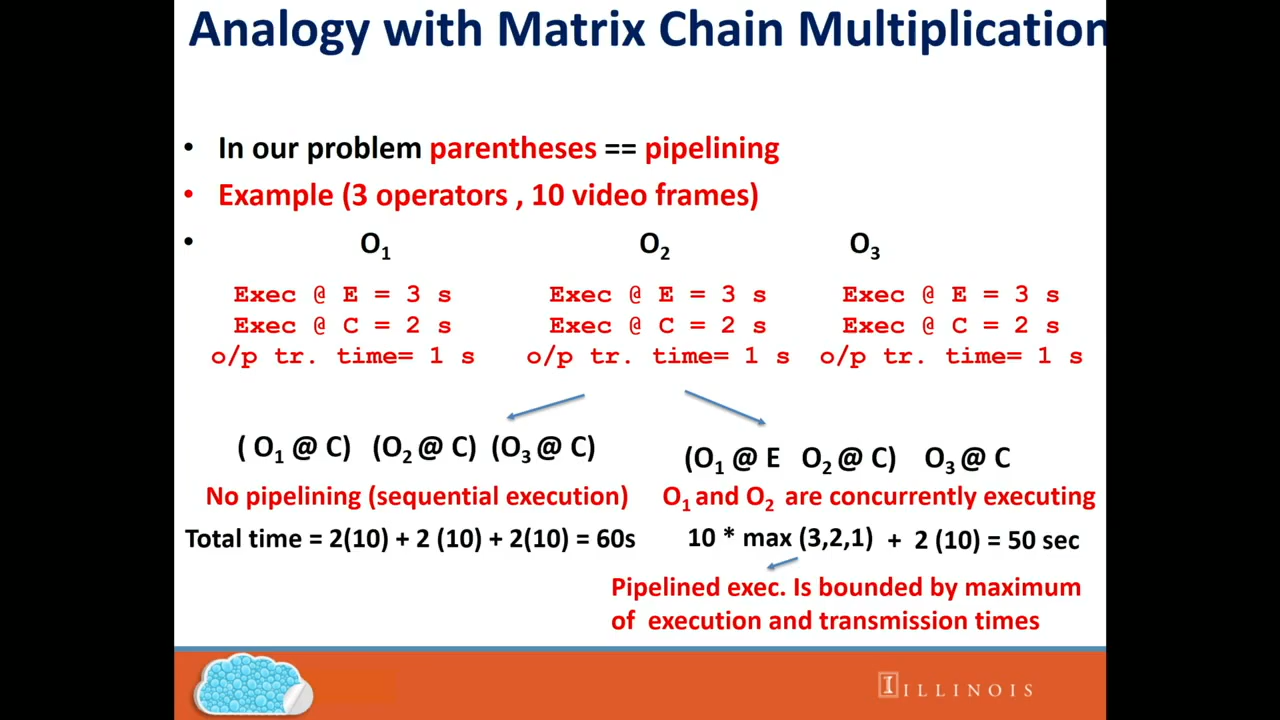 Analogy with Matrix Chain Multiplication
• In our problem parentheses == pipelining
• Example (3 operators , 10 video frames)
• O1 O2 O3
Exec @ E = 3 s Exec @ E = 3 s Exec @ E = 3 s
Exec @ C = 2 s Exec @ C = 2 s Exec @ C = 2 s
o/p tr. time= 1 s o/p tr. time= 1 s o/p tr. time= 1 s
( O1 @ C) (O2 @ C) (O3 @ C)
No pipelining (sequential execution)
Total time = 2(10) + 2 (10) + 2(10) = 60s
(O1 @ E O2 @ C) O3 @ C
O1 and O2 are concurrently executing
10 * max (3,2,1) + 2 (10) = 50 sec
Pipelined exec. Is bounded by maximum
of execution and transmission times
I ILLINOIS